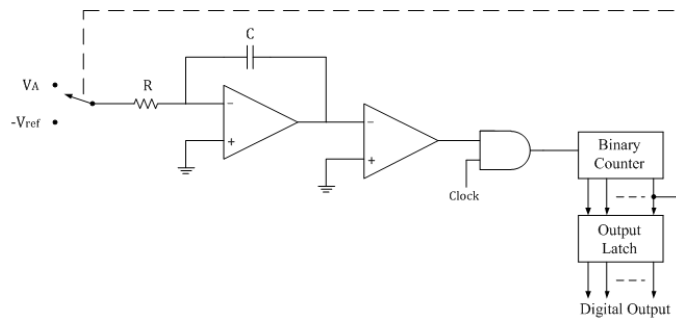 C
VA
R
-Vref
−
+
−
+
Clock
Binary
Counter
Output
Latch
Digital Output